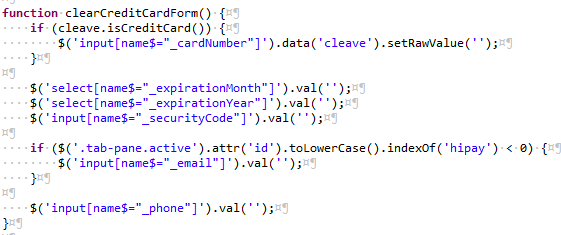 function clearCreditCardForm() {
    if (cleave.isCreditCard()) {
        $('input[name$="_cardNumber"]').data('cleave').setRawValue('');
    }

    $('select[name$="_expirationMonth"]').val('');
    $('select[name$="_expirationYear"]').val('');
    $('input[name$="_securityCode"]').val('');

    if ($('.tab-pane.active').attr('id').toLowerCase().indexOf('hipay') < 0) {
        $('input[name$="_email"]').val('');
    }

    $('input[name$="_phone"]').val('');
}